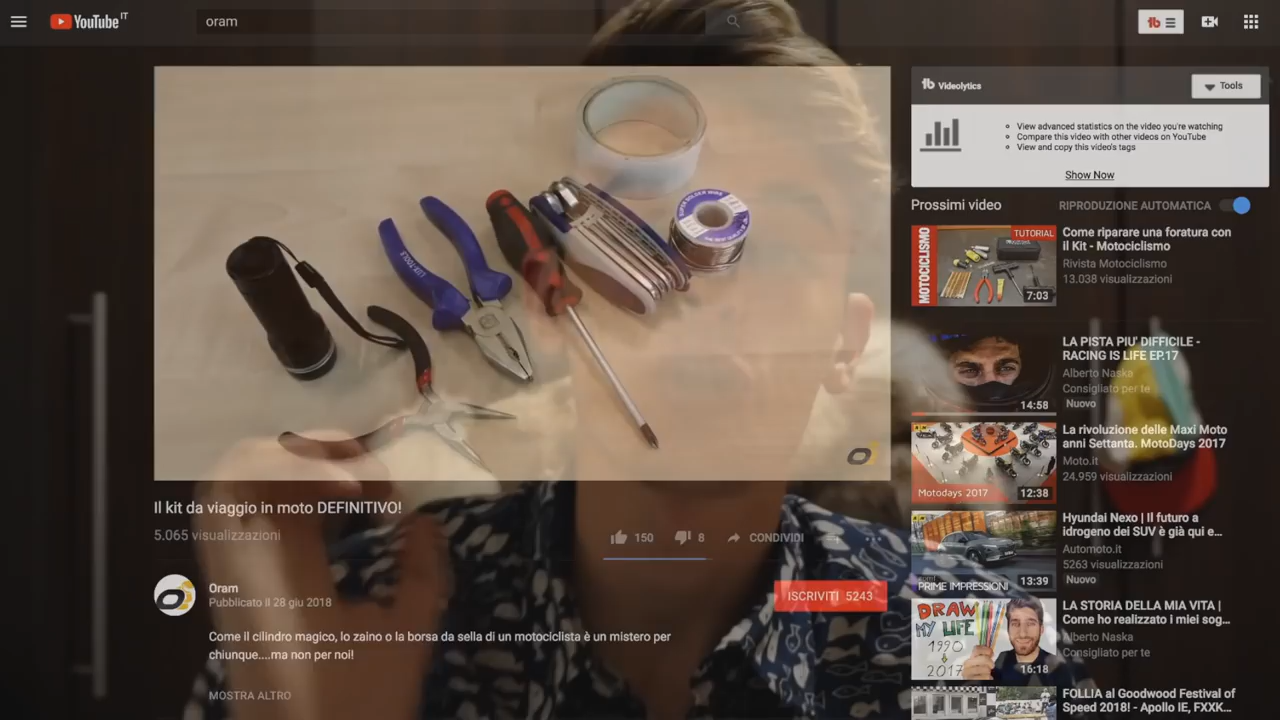 YouTube IT
oram
SUPER SOLDER WIRE
LUX-TOOLS
Videolytics
Tools
View advanced statistics on the video you're watching
Compare this video with other videos on YouTube
View and copy this video's tags
Show Now
Prossimi video
RIPRODUZIONE AUTOMATICA
MOTOCICLISMO
TUTORIAL
7:03
Come riparare una foratura con
il Kit - Motociclismo
Rivista Motociclismo
13.038 visualizzazioni
14:58
LA PISTA PIU' DIFFICILE -
RACING IS LIFE EP.17
Alberto Naska
Consigliato per te
Nuovo
Motodays 2017
12:38
La rivoluzione delle Maxi Moto
anni Settanta. MotoDays 2017
Moto.it
24,959 visualizzazioni
PRIME IMPRESSIONI
13:39
Hyundai Nexo | Il futuro a
idrogeno dei SUV è già qui e...
Automoto.it
5263 visualizzazioni
Nuovo
DRAW
MY LIFE
1990
2017
16:18
LA STORIA DELLA MIA VITA |
Come ho realizzato i miei sog...
Alberto Naska
Consigliato per te
FOLLIA al Goodwood Festival of
Speed 2018! - Apollo IE, FXXK...
Il kit da viaggio in moto DEFINITIVO!
5.065 visualizzazioni
150
8
CONDIVIDI
Oram
Pubblicato il 28 giu 2018
ISCRIVITI 5243
Come il cilindro magico, lo zaino o la borsa da sella di un motociclista è un mistero per
chiunque....ma non per noi!
MOSTRA ALTRO